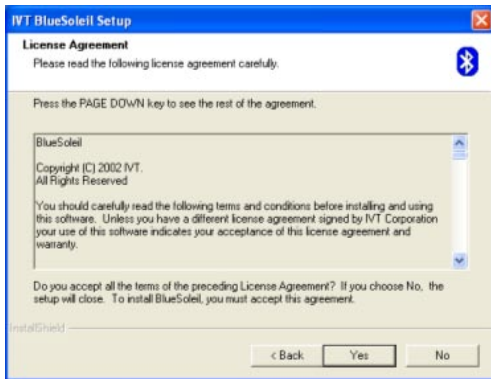 IVT BlueSoleil Setup
License Agreement
Please read the following license agreement carefully.
Press the PAGE DOWN key to see the rest of the agreement.
BlueSoleil
Copyright (C) 2002 IVT.
All Rights Reserved
You should carefully read the following terms and conditions before installing and using
this software. Unless you have a different license agreement signed by IVT Corporation
your use of this software indicates your acceptance of this license agreement and
warranty.
Do you accept all the terms of the preceding License Agreement? If you choose No, the
setup will close. To install BlueSoleil, you must accept this agreement.
InstallShield
< Back Yes No